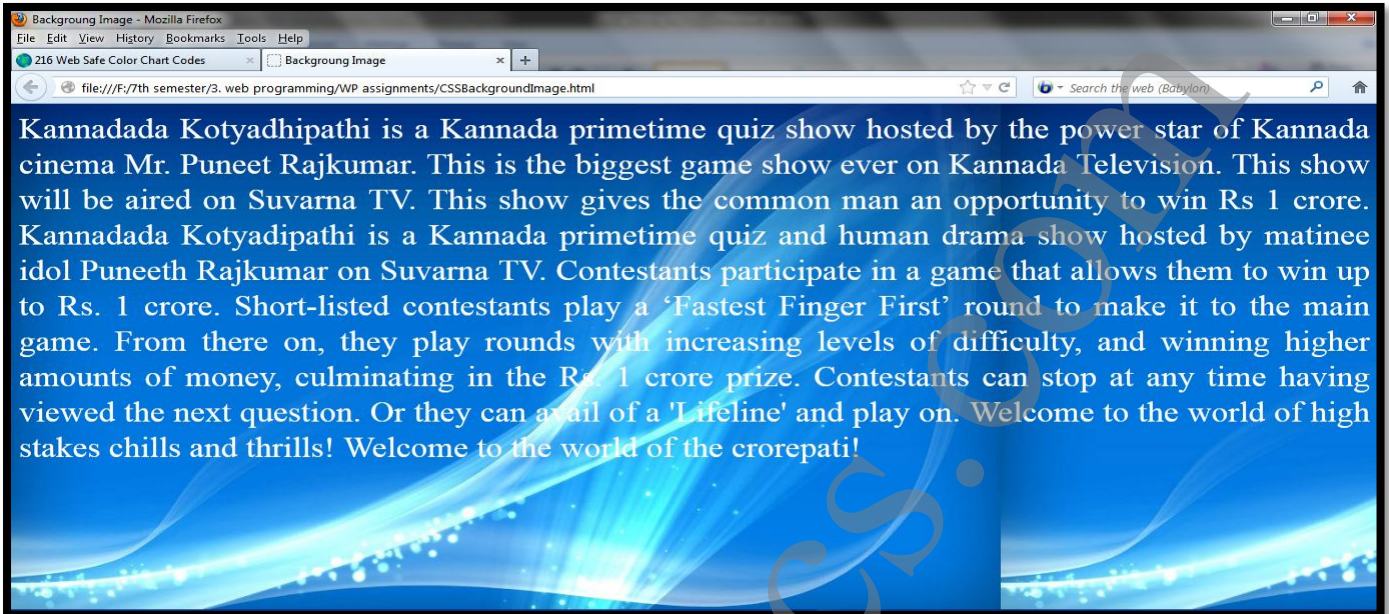 Backgroung Image - Mozilla Firefox
File Edit View History Bookmarks Tools Help
216 Web Safe Color Chart Codes
Backgroung Image
file:///F:/7th semester/3. web programming/WP assignments/CSSBackgroundImage.html
Search the web (Babylon)
Kannadada Kotyadhipathi is a Kannada primetime quiz show hosted by the power star of Kannada
cinema Mr. Puneet Rajkumar. This is the biggest game show ever on Kannada Television. This show
will be aired on Suvarna TV. This show gives the common man an opportunity to win Rs 1 crore.
Kannadada Kotyadipathi is a Kannada primetime quiz and human drama show hosted by matinee
idol Puneeth Rajkumar on Suvarna TV. Contestants participate in a game that allows them to win up
to Rs. 1 crore. Short-listed contestants play a ‘Fastest Finger First’ round to make it to the main
game. From there on, they play rounds with increasing levels of difficulty, and winning higher
amounts of money, culminating in the Rs. 1 crore prize. Contestants can stop at any time having
viewed the next question. Or they can avail of a 'Lifeline' and play on. Welcome to the world of high
stakes chills and thrills! Welcome to the world of the crorepati!
cs.com